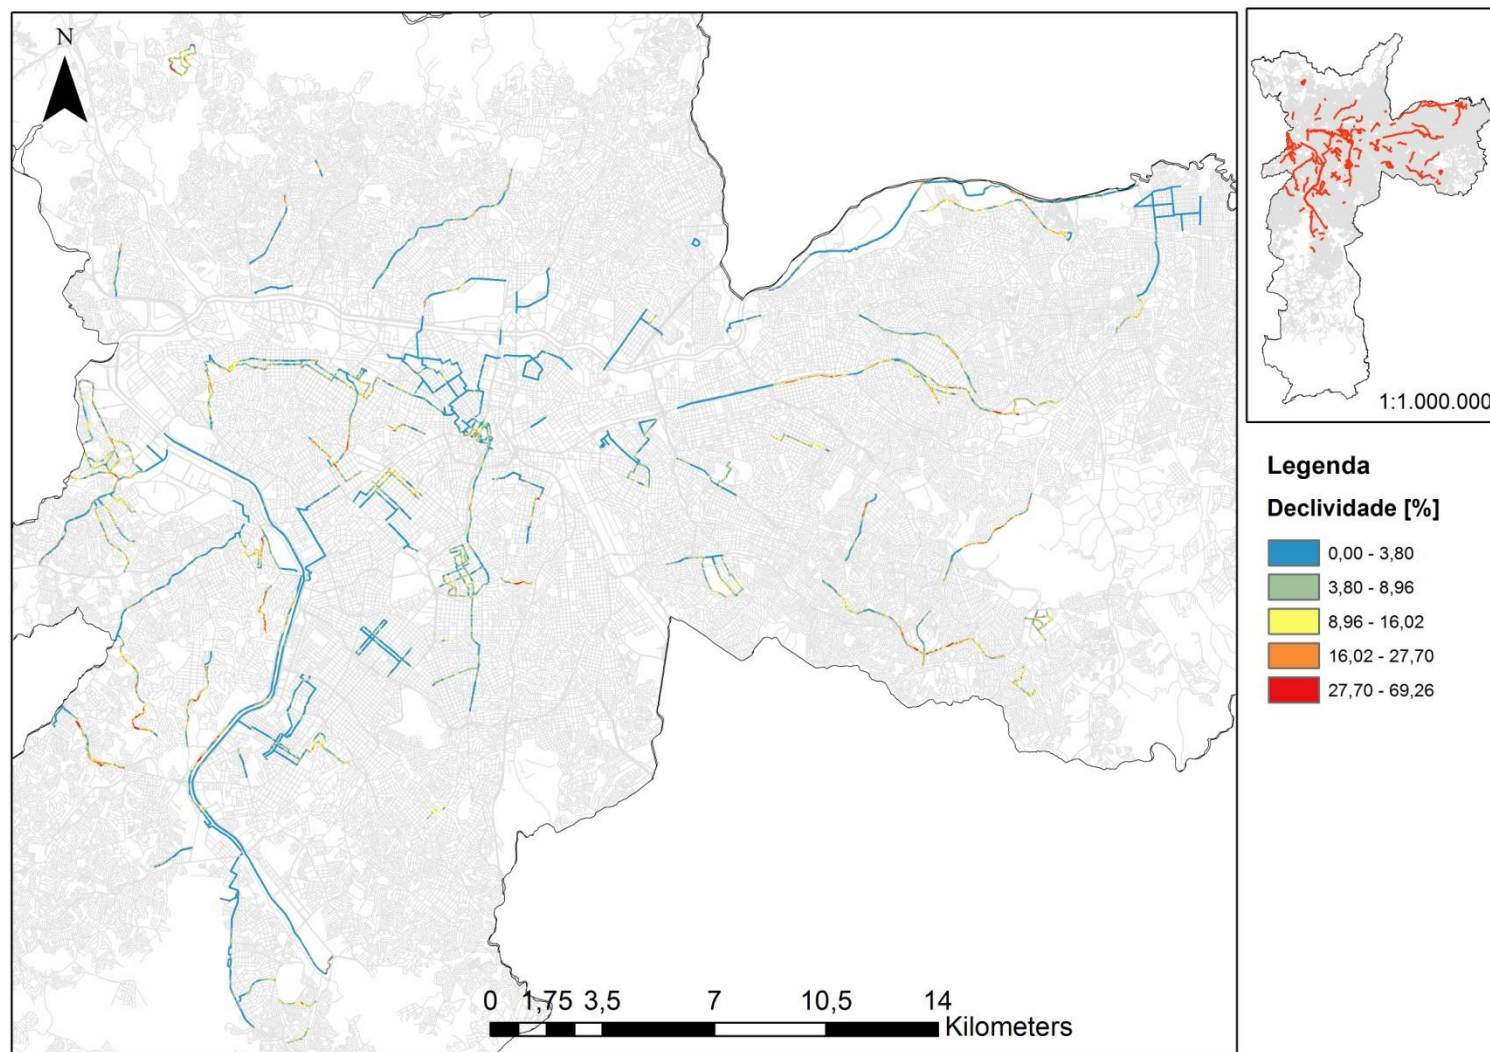 N
1:1.000.000
Legenda
Declividade [%]
0,00 - 3,80
3,80 - 8,96
8,96 - 16,02
16,02 - 27,70
27,70 - 69,26
0 1,75 3,5 7 10,5 14
Kilometers